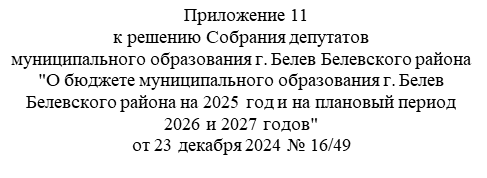 Приложение 11
к решению Собрания депутатов
муниципального образования г. Белев Белевского района
"О бюджете муниципального образования г. Белев
Белевского района на 2025 год и на плановый период
2026 и 2027 годов"
от 23 декабря 2024 № 16/49